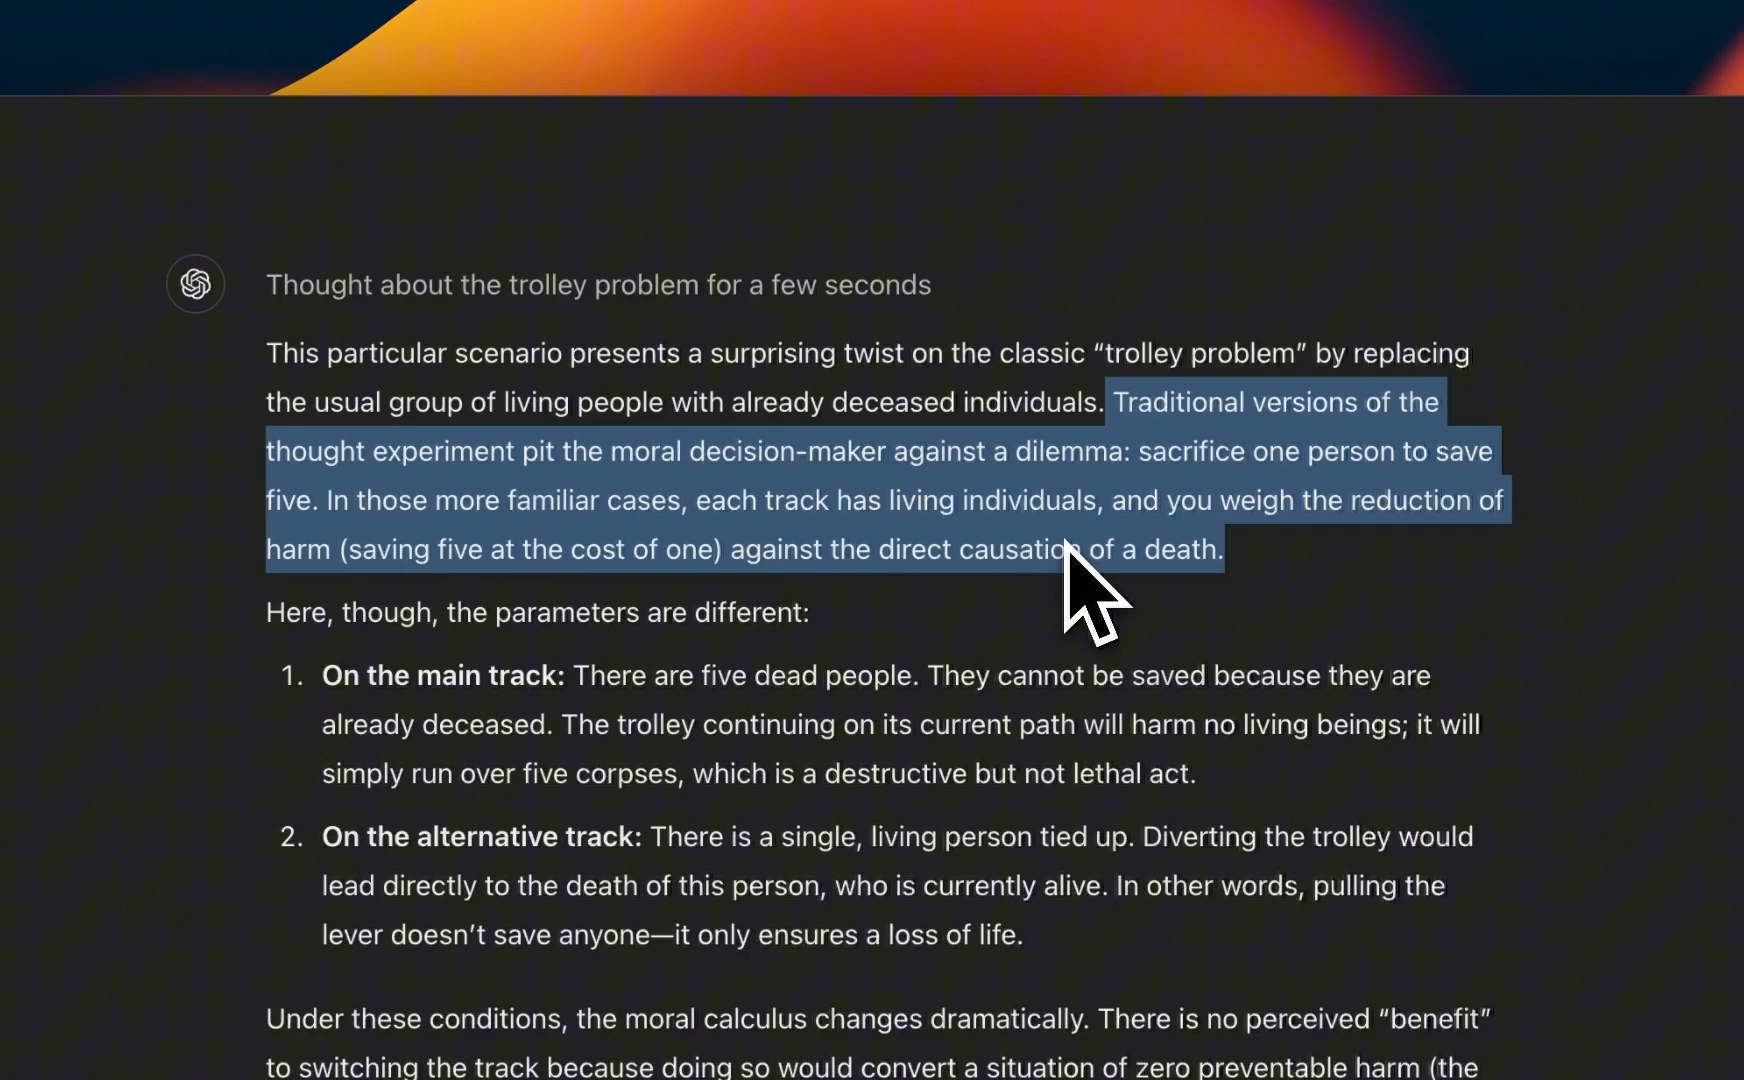 Thought about the trolley problem for a few seconds
This particular scenario presents a surprising twist on the classic “trolley problem” by replacing
the usual group of living people with already deceased individuals. Traditional versions of the
thought experiment pit the moral decision-maker against a dilemma: sacrifice one person to save
five. In those more familiar cases, each track has living individuals, and you weigh the reduction of
harm (saving five at the cost of one) against the direct causation of a death.
Here, though, the parameters are different:
1. On the main track: There are five dead people. They cannot be saved because they are
already deceased. The trolley continuing on its current path will harm no living beings; it will
simply run over five corpses, which is a destructive but not lethal act.
2. On the alternative track: There is a single, living person tied up. Diverting the trolley would
lead directly to the death of this person, who is currently alive. In other words, pulling the
lever doesn’t save anyone—it only ensures a loss of life.
Under these conditions, the moral calculus changes dramatically. There is no perceived “benefit”
to switching the track because doing so would convert a situation of zero preventable harm (the